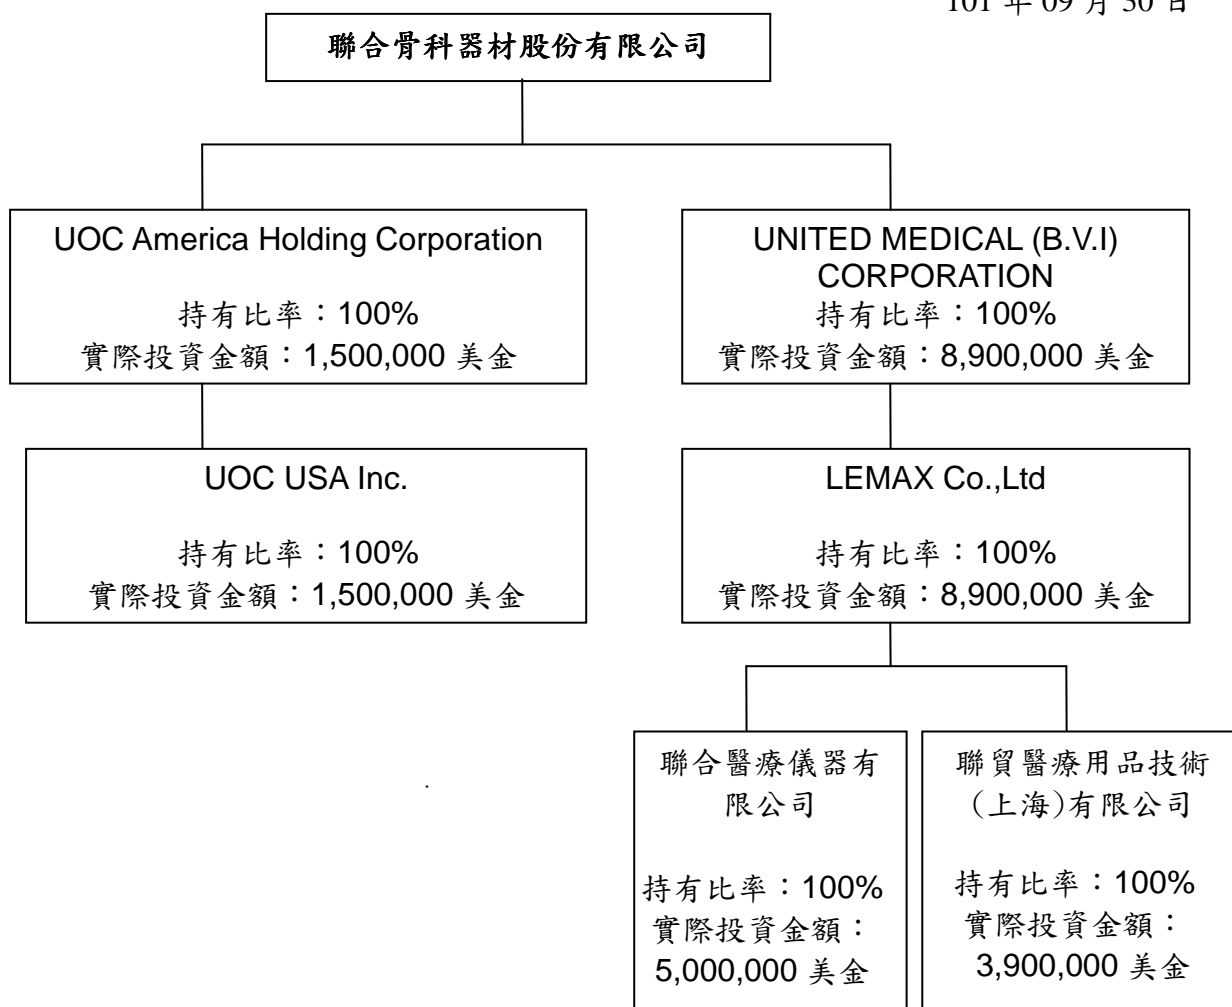 101 年 09 月 30 日
聯合骨科器材股份有限公司
UOC America Holding Corporation
持有比率：100%
實際投資金額：1,500,000 美金
UNITED MEDICAL (B.V.I)
CORPORATION
持有比率：100%
實際投資金額：8,900,000 美金
UOC USA Inc.
持有比率：100%
實際投資金額：1,500,000 美金
LEMAX Co.,Ltd
持有比率：100%
實際投資金額：8,900,000 美金
聯合醫療儀器有
限公司
持有比率：100%
實際投資金額：
5,000,000 美金
聯貿醫療用品技術
(上海)有限公司
持有比率：100%
實際投資金額：
3,900,000 美金